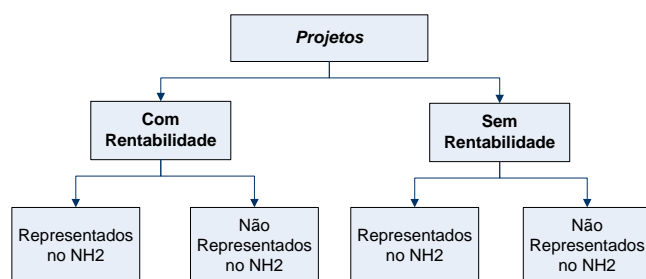 Projetos
Com
Rentabilidade
Sem
Rentabilidade
Representados
no NH2
Não
Representados
no NH2
Representados
no NH2
Não
Representados
no NH2